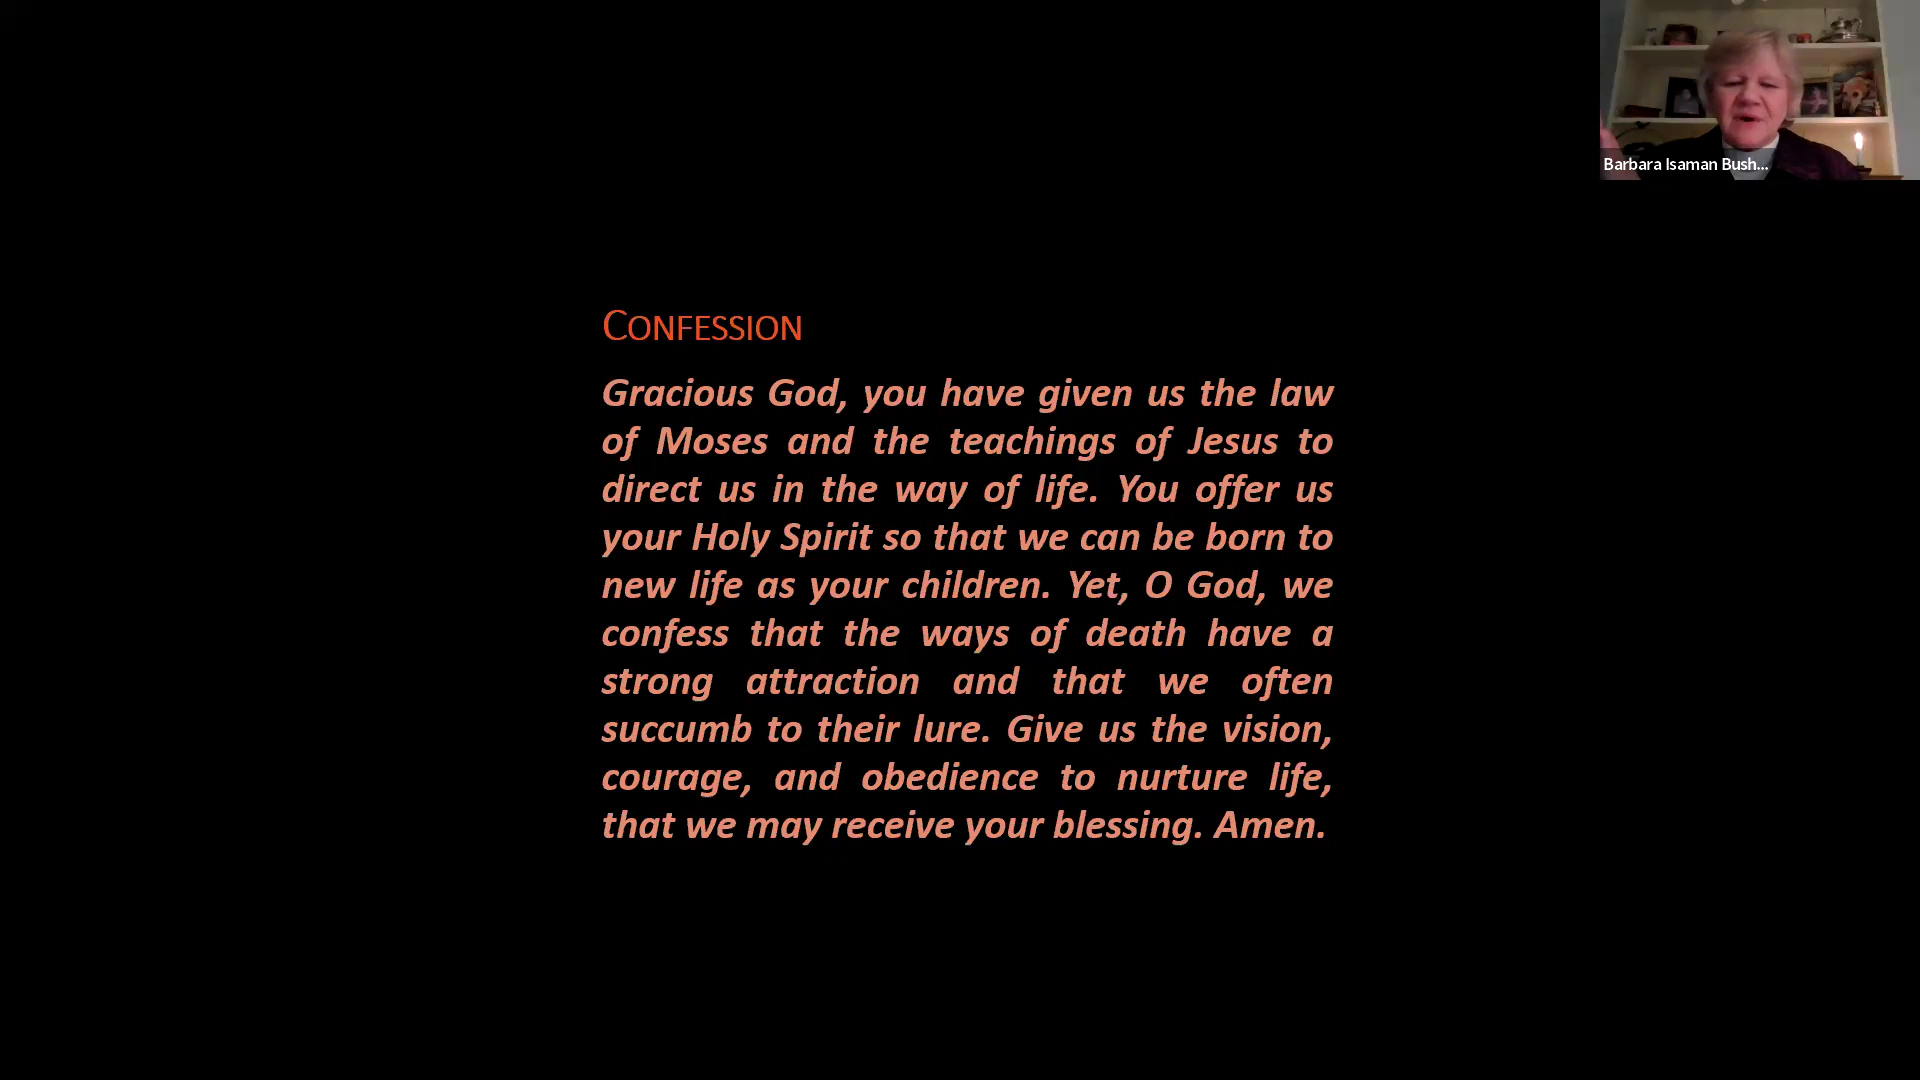 Barbara Isaman Bush...
CONFESSION
Gracious God, you have given us the law
of Moses and the teachings of Jesus to
direct us in the way of life. You offer us
your Holy Spirit so that we can be born to
new life as your children. Yet, O God, we
confess that the ways of death have a
strong attraction and that we often
succumb to their lure. Give us the vision,
courage, and obedience to nurture life,
that we may receive your blessing. Amen.